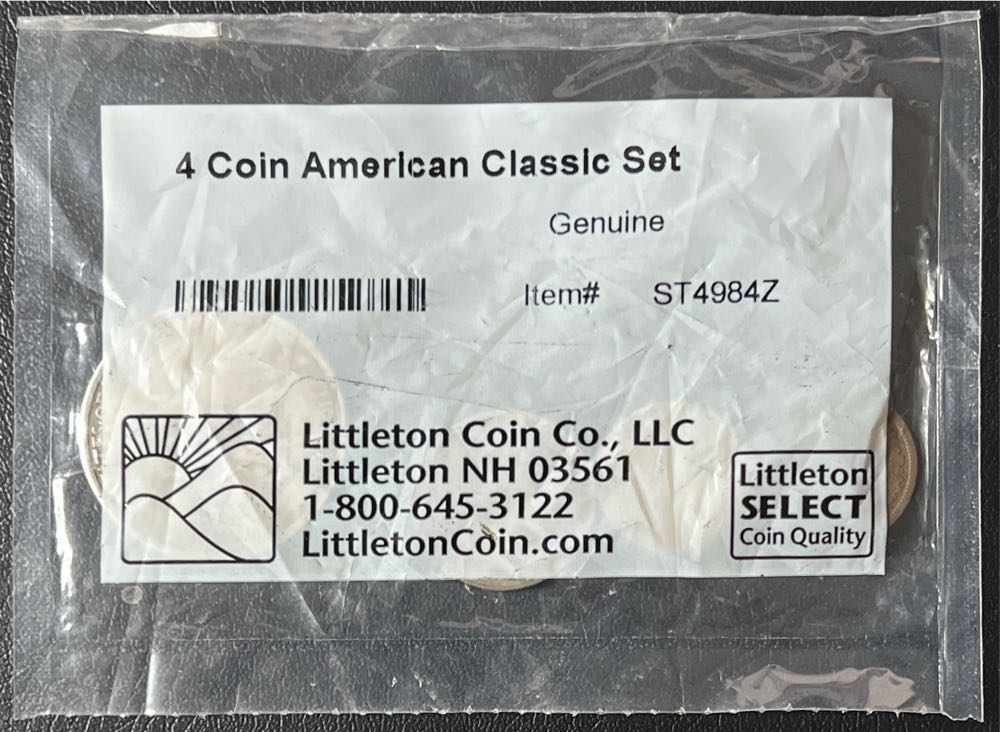 4 Coin American Classic Set
Genuine
Item# ST4984Z
Littleton Coin Co., LLC
Littleton NH 03561
1-800-645-3122
LittletonCoin.com
Littleton
SELECT
Coin Quality